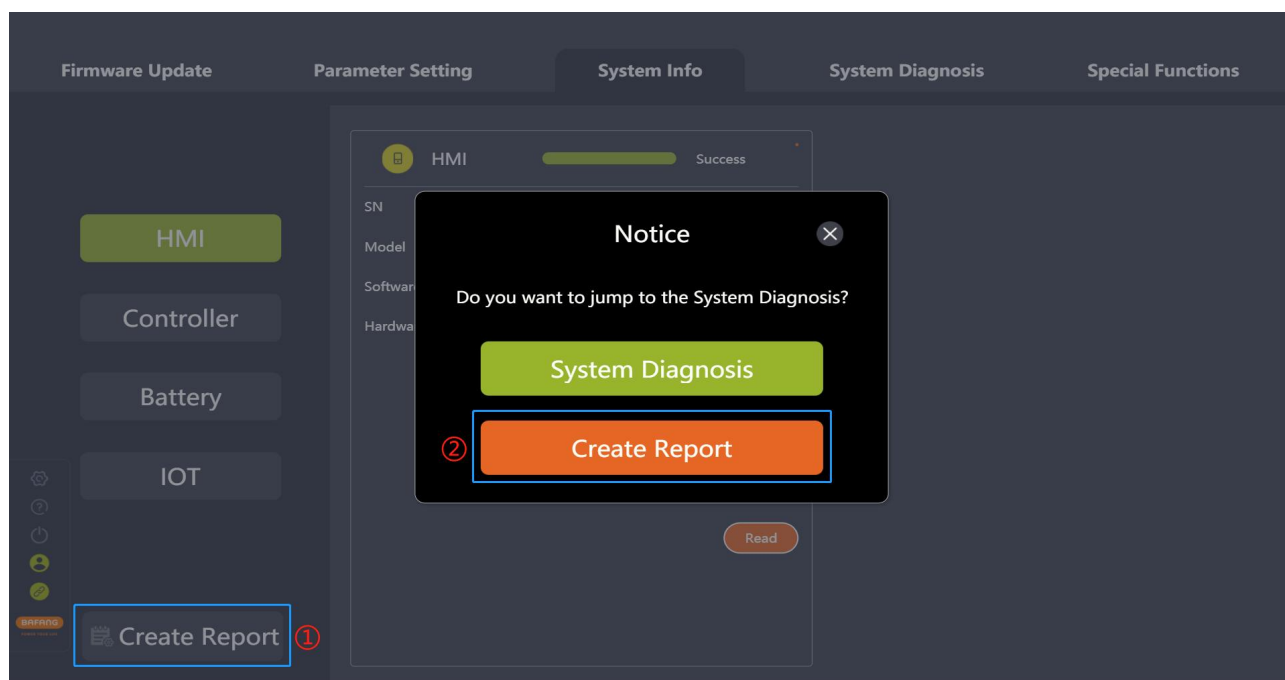 Firmware Update
Parameter Setting
System Info
System Diagnosis
Special Functions
HMI
Success
SN
Model
Softwar
Hardwa
HMI
Controller
Battery
IOT
Notice
Do you want to jump to the System Diagnosis?
System Diagnosis
② Create Report
Read
BAFANG
Create Report ①